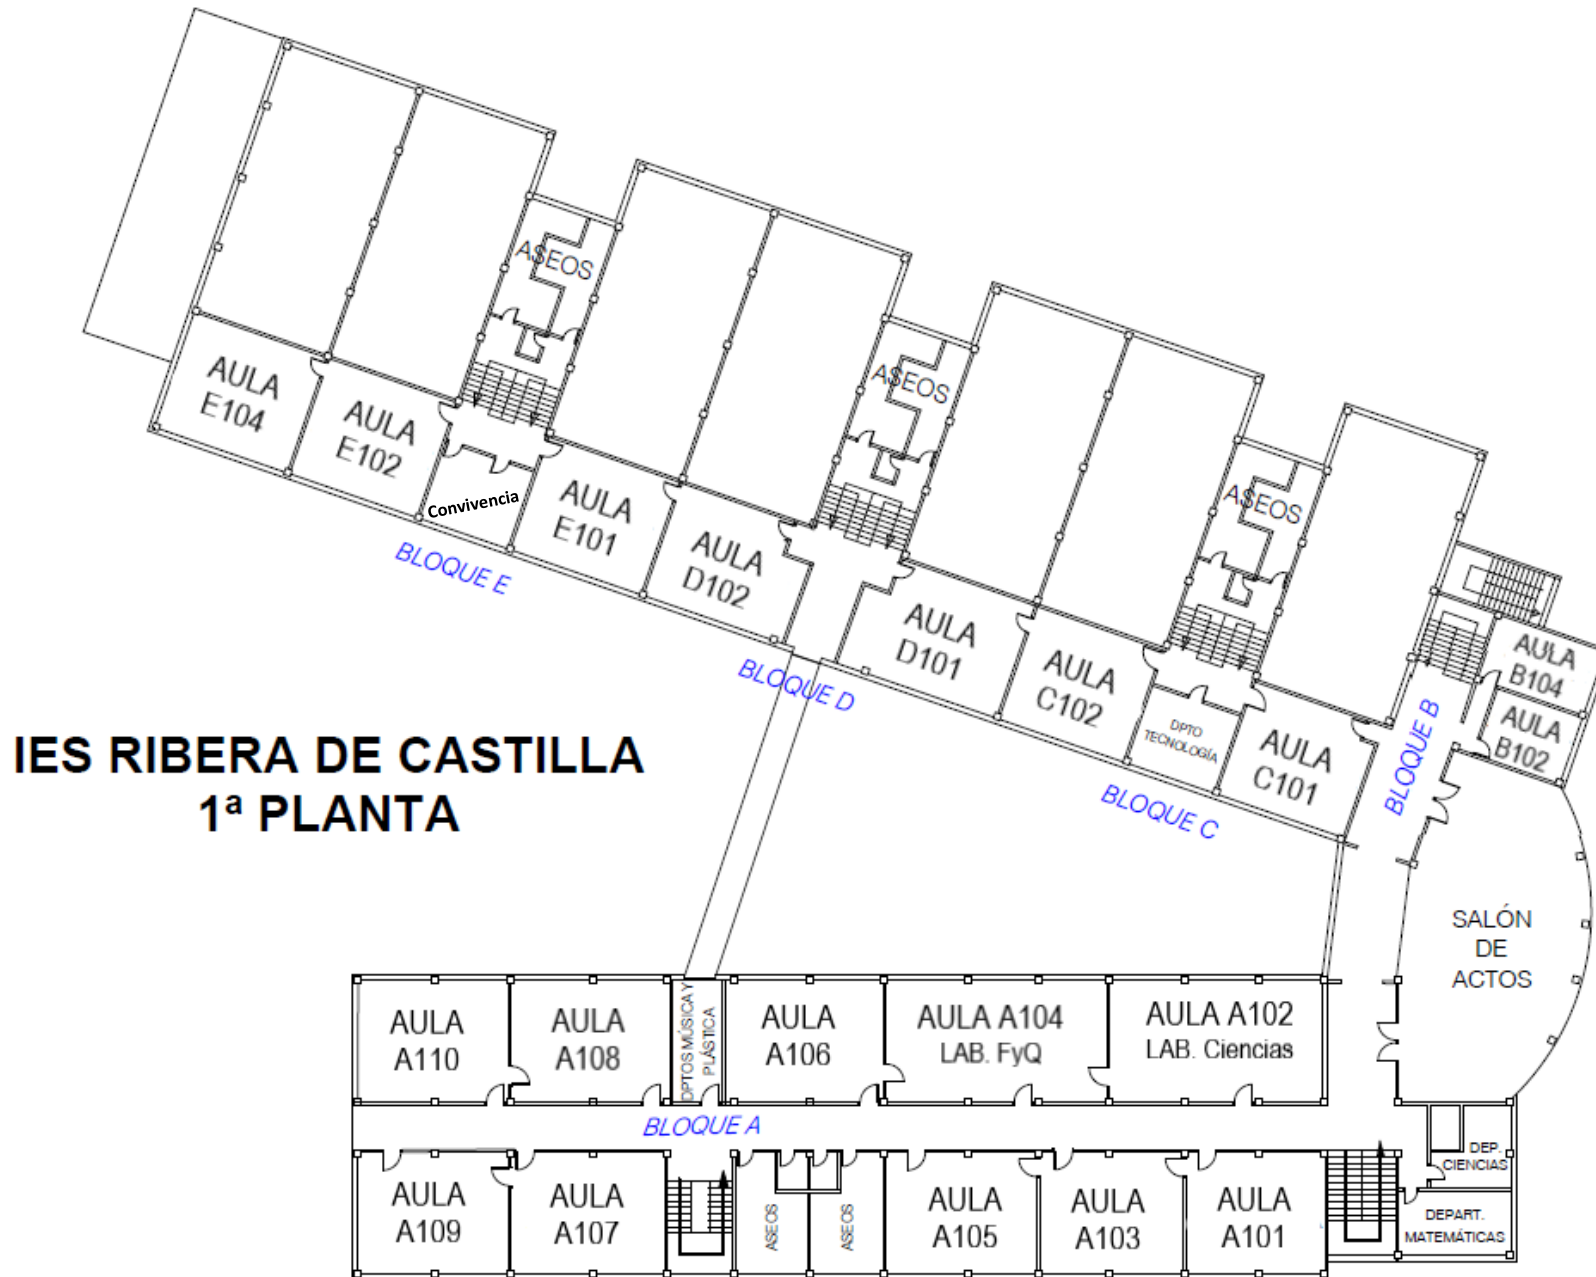 ASEOS
AULA
E104
AULA
E102
Convivencia
AULA
E101
BLOQUE E
ASEOS
AULA
D102
BLOQUE D
AULA
D101
ASEOS
AULA
C102
DPTO
TECNOLOGÍA
AULA
C101
BLOQUE C
BLOQUE B
AULA
B104
AULA
B102
IES RIBERA DE CASTILLA
1ª PLANTA
SALÓN
DE
ACTOS
AULA
A110
AULA
A108
DPTOS MÚSICA Y
PLÁSTICA
AULA
A106
AULA A104
LAB. FyQ
AULA A102
LAB. Ciencias
BLOQUE A
AULA
A109
AULA
A107
ASEOS
ASEOS
AULA
A105
AULA
A103
AULA
A101
DEP.
CIENCIAS
DEPART.
MATEMÁTICAS